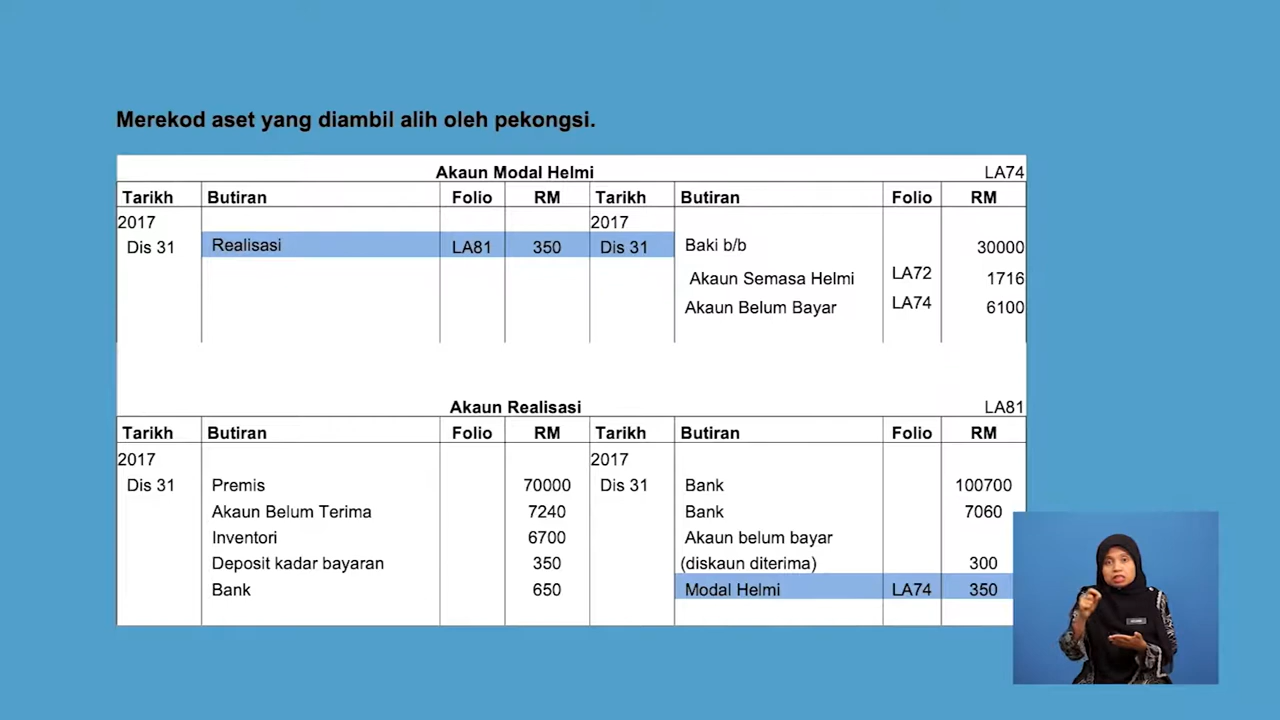 Merekod aset yang diambil alih oleh pekongsi.
Akaun Modal Helmi LA74
Tarikh Butiran Folio RM Tarikh Butiran Folio RM
2017 2017
Dis 31 Realisasi LA81 350 Dis 31 Baki b/b 30000
Akaun Semasa Helmi LA72 1716
Akaun Belum Bayar LA74 6100
Akaun Realisasi LA81
Tarikh Butiran Folio RM Tarikh Butiran Folio RM
2017 2017
Dis 31 Premis 70000 Dis 31 Bank 100700
Akaun Belum Terima 7240 Bank 7060
Inventori 6700 Akaun belum bayar
Deposit kadar bayaran 350 (diskaun diterima) 300
Bank 650 Modal Helmi LA74 350